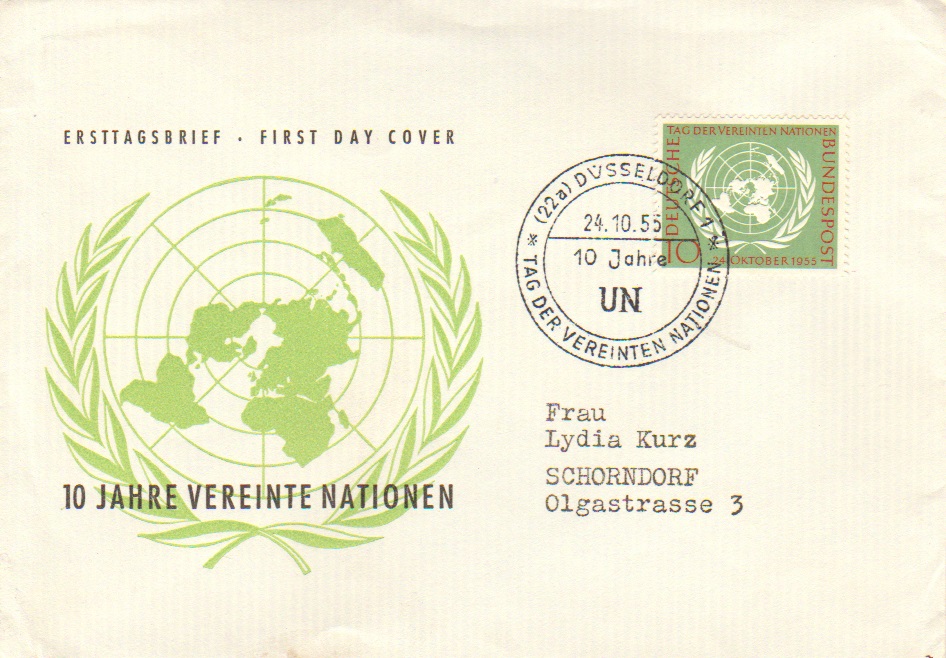 ERSTTAGSBRIEF · FIRST DAY COVER
TAG DER VEREINTEN NATIONEN
DEUTSCHE
BUNDESPOST
10
24. OKTOBER 1955
(22a) DÜSSELDORF 1
24.10.55
10 Jahre
UN
* TAG DER VEREINTEN NATIONEN *
Frau
Lydia Kurz
SCHORNDORF
Olgastrasse 3
10 JAHRE VEREINTE NATIONEN